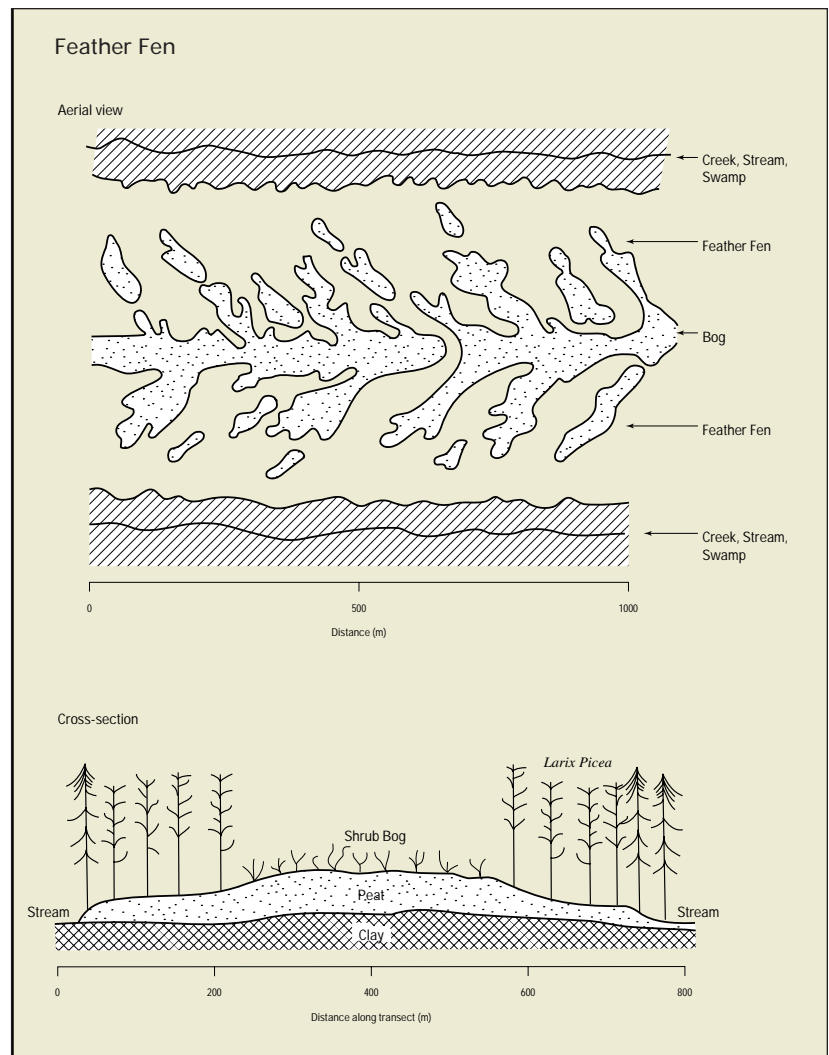 Feather Fen
Aerial view
Creek, Stream,
Swamp
Feather Fen
Bog
Feather Fen
Creek, Stream,
Swamp
0 500 1000
Distance (m)
Cross-section
Larix Picea
Shrub Bog
Peat
Stream Stream
Clay
0 200 400 600 800
Distance along transect (m)